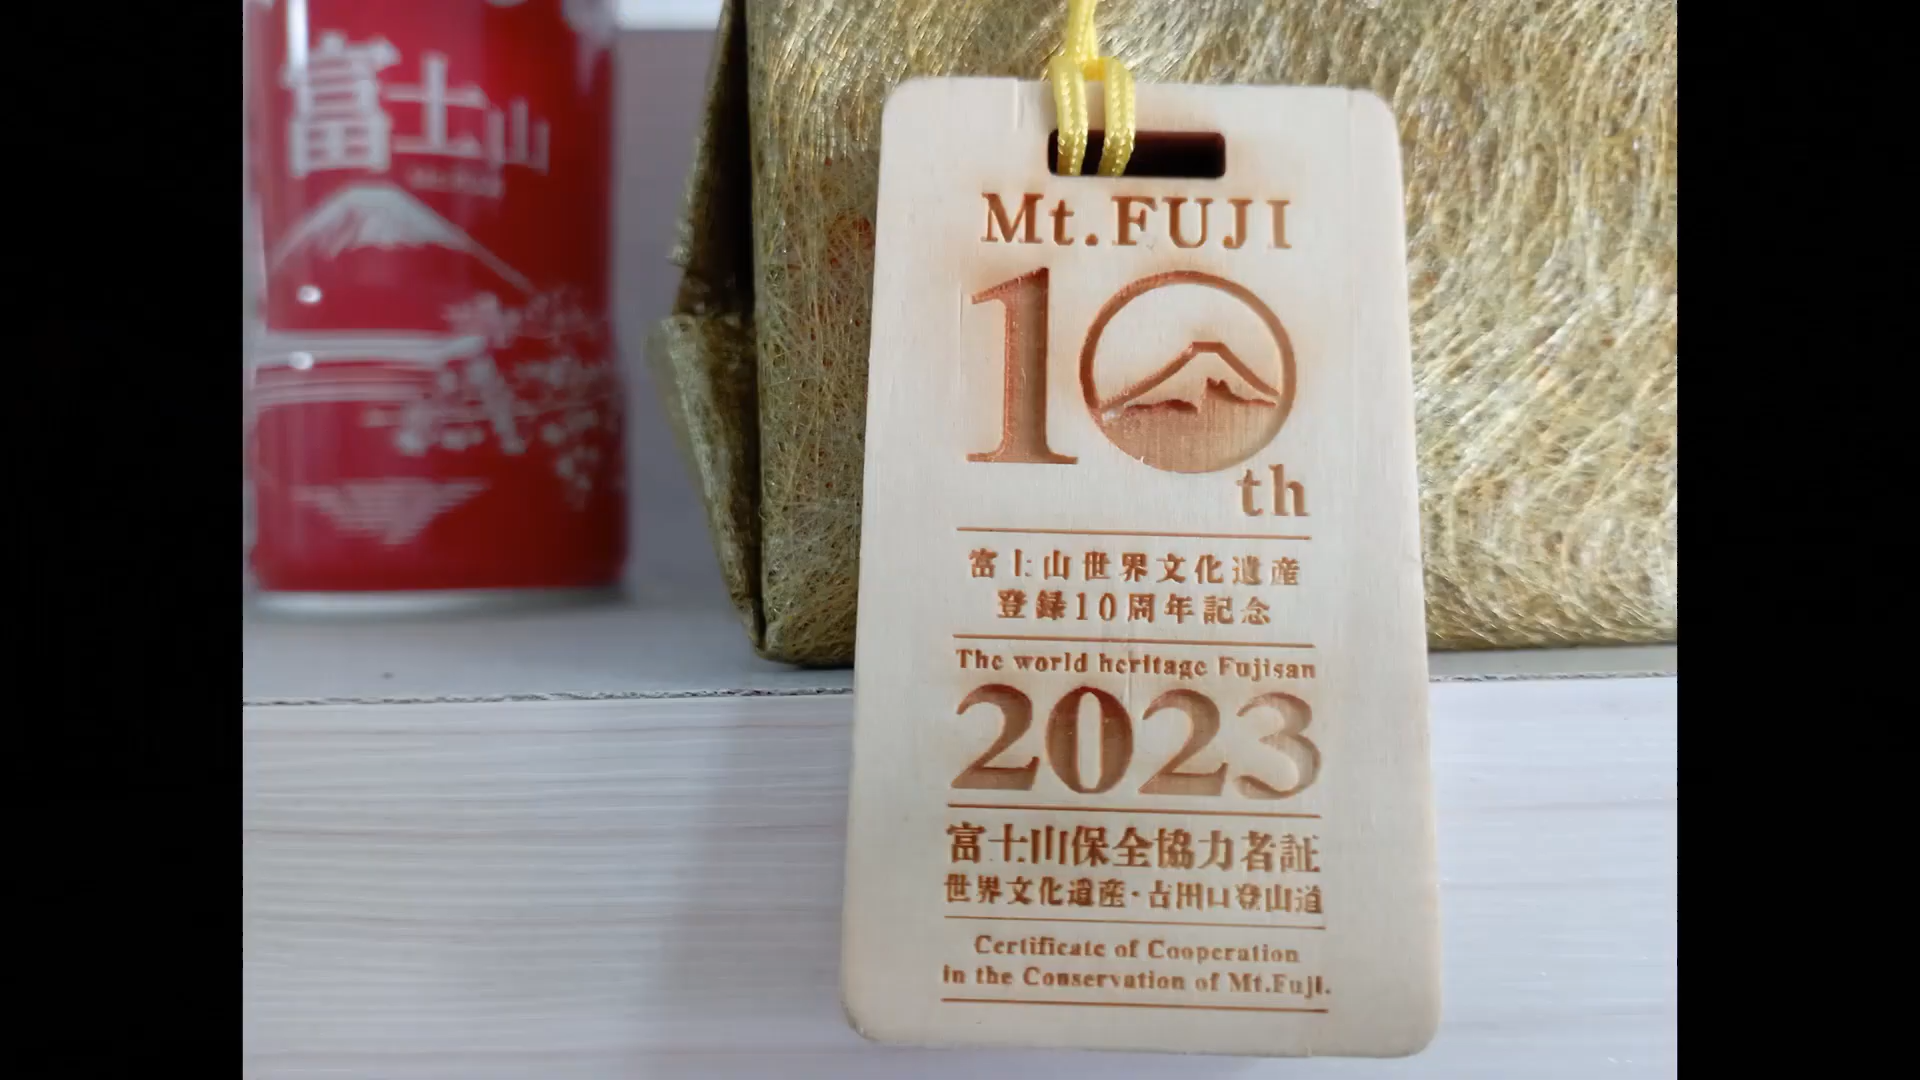 富士山
Mt.FUJI
10th
富士山世界文化遺産
登録10周年記念
The world heritage Fujisan
2023
富士山保全協力者証
世界文化遺産・吉田口登山道
Certificate of Cooperation
in the Conservation of Mt.Fuji.